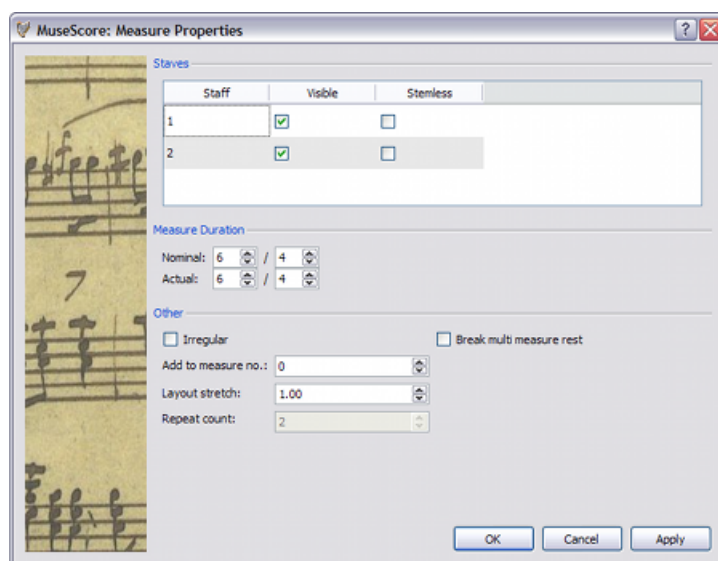 MuseScore: Measure Properties
Staves
Staff Visible Stemless
1
2
Measure Duration
Nominal: 6 / 4
Actual: 6 / 4
Other
Irregular Break multi measure rest
Add to measure no.: 0
Layout stretch: 1.00
Repeat count: 2
OK Cancel Apply